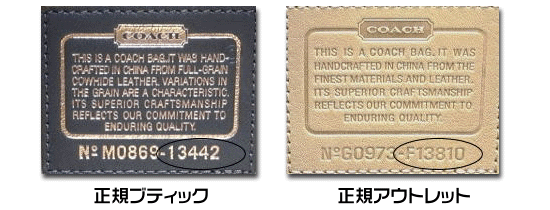 COACH
THIS IS A COACH BAG.IT WAS HAND-
CRAFTED IN CHINA FROM FULL-GRAIN
COWHIDE LEATHER. VARIATIONS IN
THE GRAIN ARE A CHARACTERISTIC.
ITS SUPERIOR CRAFTSMANSHIP
REFLECTS OUR COMMITMENT TO
ENDURING QUALITY.
Nº M0869-13442
正規ブティック
COACH
THIS IS A COACH BAG.IT WAS
HANDCRAFTED IN CHINA FROM THE
FINEST MATERIALS AND LEATHER.
ITS SUPERIOR CRAFTSMANSHIP
REFLECTS OUR COMMITMENT TO
ENDURING QUALITY.
NºG0973-F13810
正規アウトレット